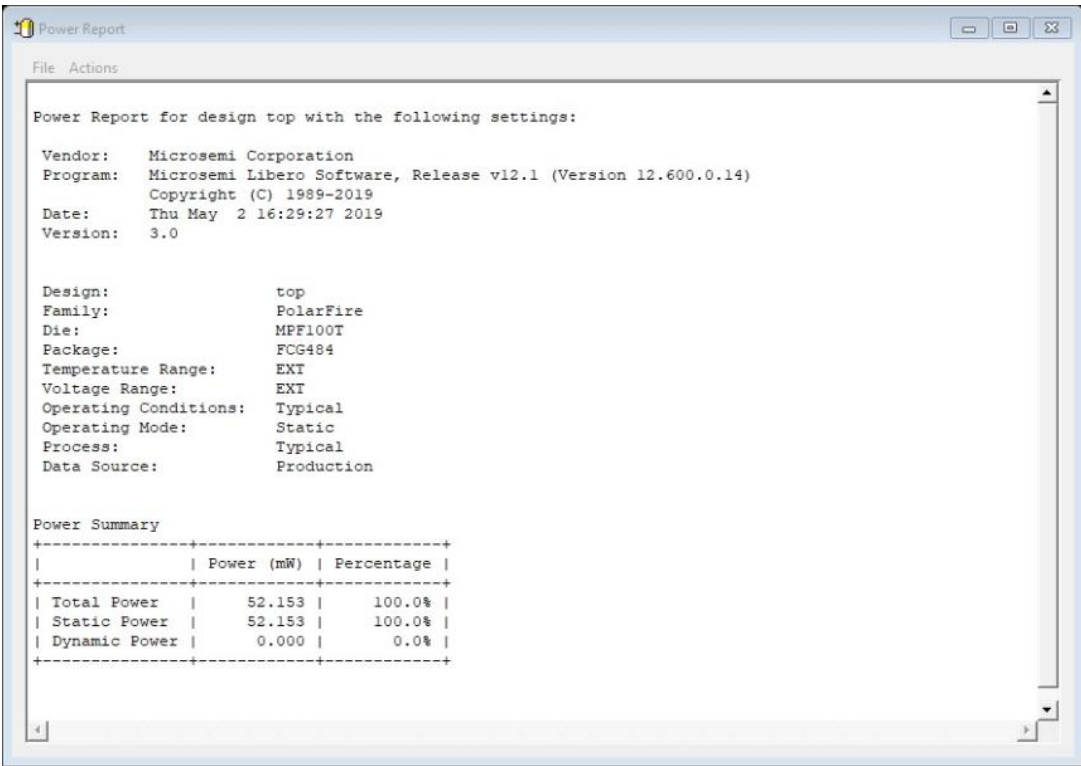 Power Report
File Actions
Power Report for design top with the following settings:
Vendor: Microsemi Corporation
Program: Microsemi Libero Software, Release v12.1 (Version 12.600.0.14)
Copyright (C) 1989-2019
Date: Thu May 2 16:29:27 2019
Version: 3.0
Design: top
Family: PolarFire
Die: MPF100T
Package: FCG484
Temperature Range: EXT
Voltage Range: EXT
Operating Conditions: Typical
Operating Mode: Static
Process: Typical
Data Source: Production
Power Summary
+---------------+------------+------------+
| | Power (mW) | Percentage |
+---------------+------------+------------+
| Total Power | 52.153 | 100.0% |
| Static Power | 52.153 | 100.0% |
| Dynamic Power | 0.000 | 0.0% |
+---------------+------------+------------+